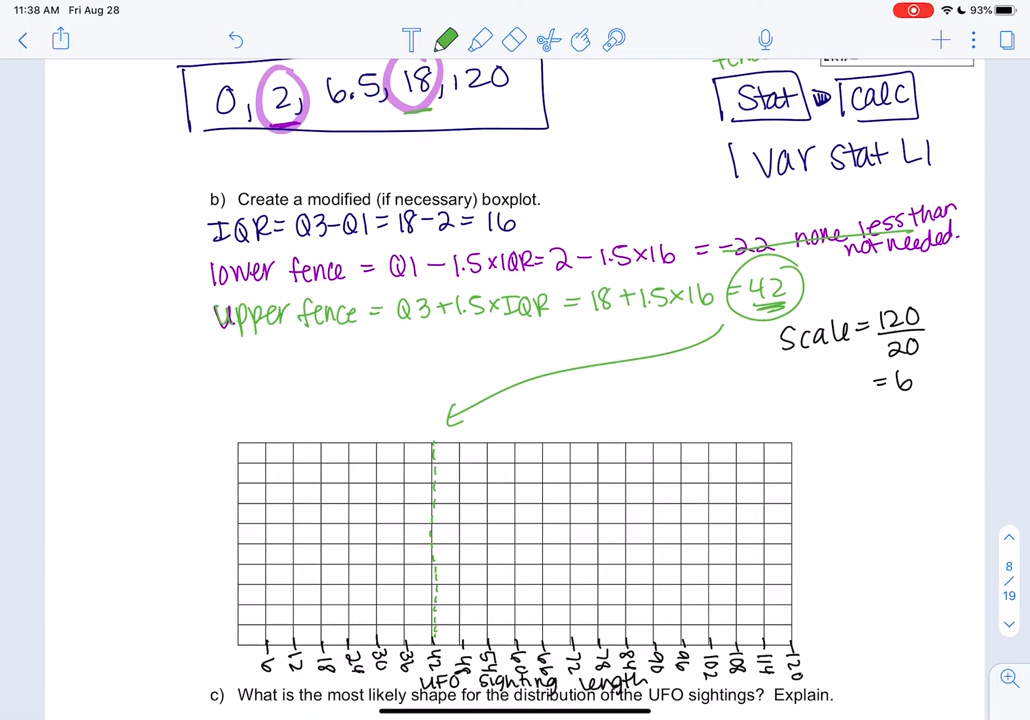 11:38 AM Fri Aug 28
93%
0, 2, 6.5, 18, 120
Stat calc
1 var stat L1
b) Create a modified (if necessary) boxplot.
IQR = Q3-Q1 = 18-2 = 16
lower fence = Q1 - 1.5×IQR = 2 - 1.5×16 = -22 none less than
not needed.
upper fence = Q3 + 1.5×IQR = 18 + 1.5×16 = 42
Scale = 120
20
= 6
6 12 18 24 30 36 42 48 54 60 66 72 78 84 90 96 102 108 114 120
UFO sighting length
c) What is the most likely shape for the distribution of the UFO sightings? Explain.
8
/
19